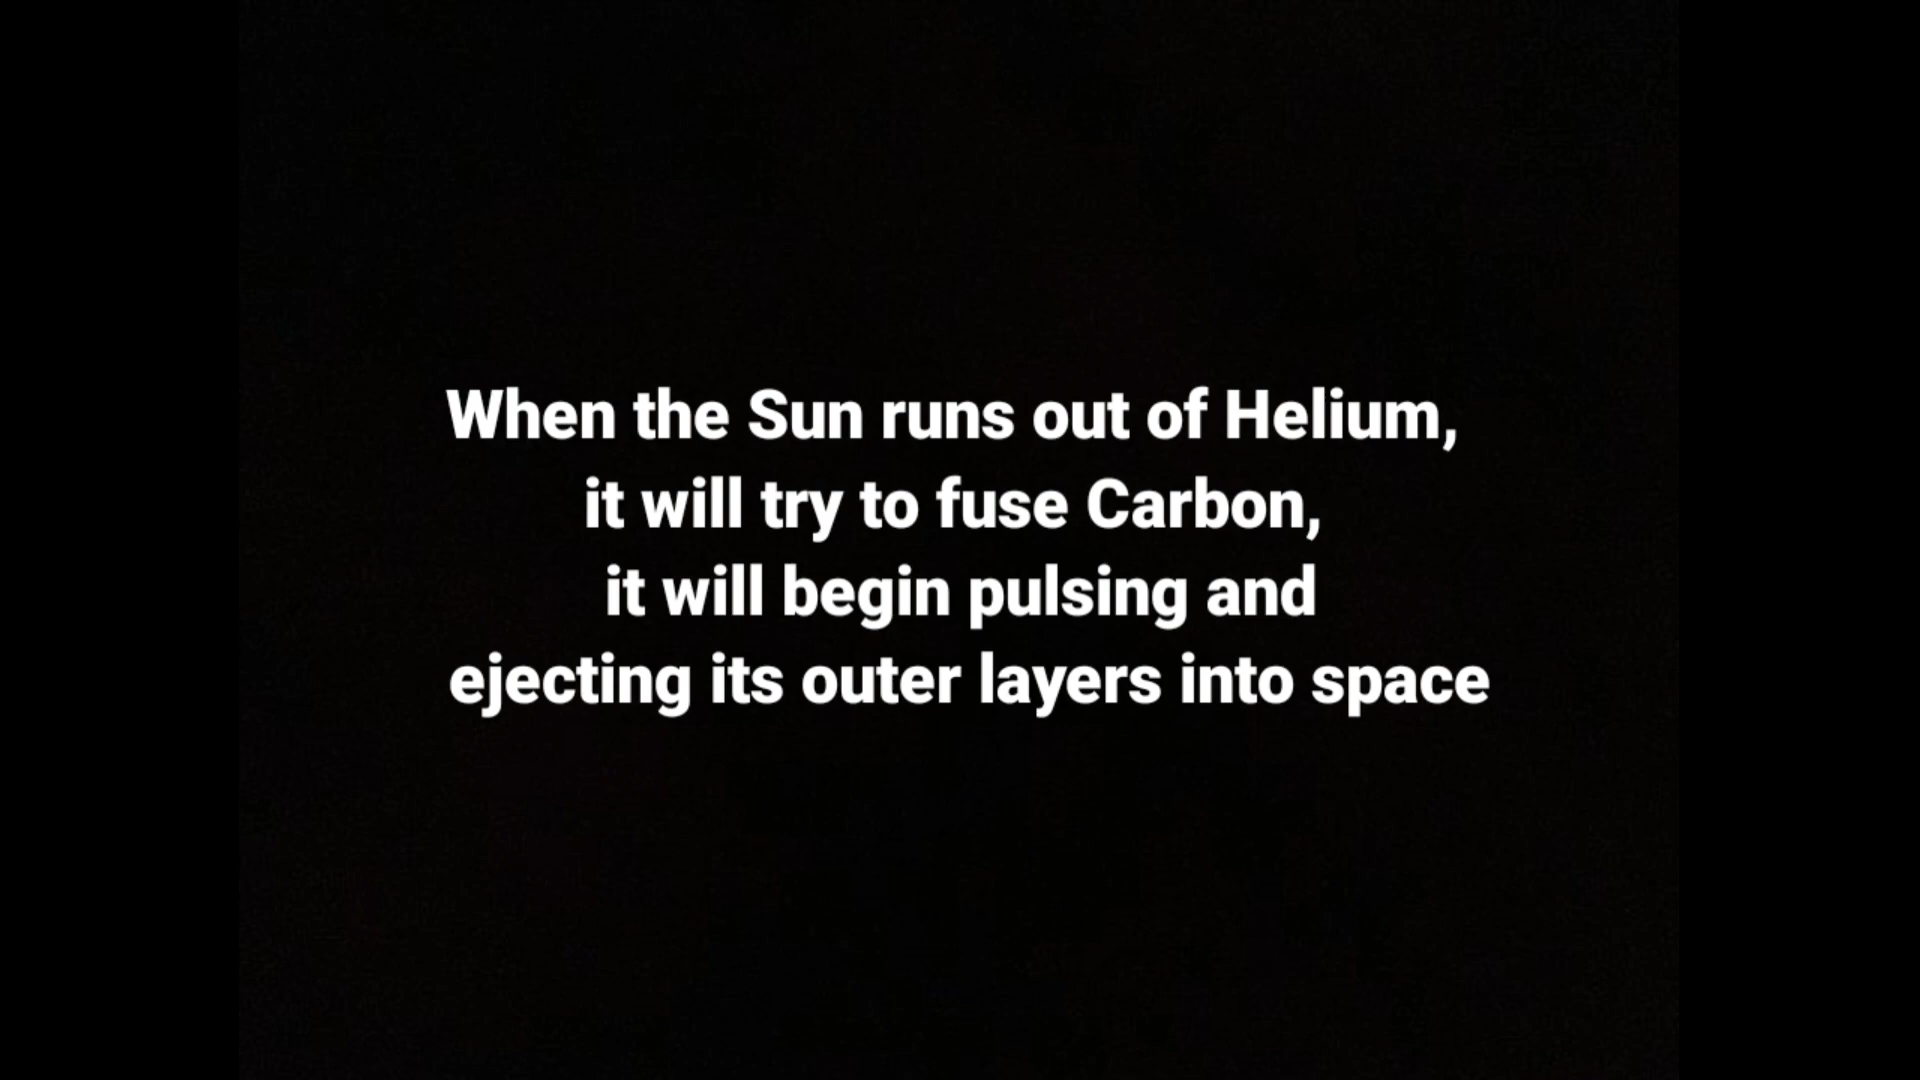 When the Sun runs out of Helium,
it will try to fuse Carbon,
it will begin pulsing and
ejecting its outer layers into space